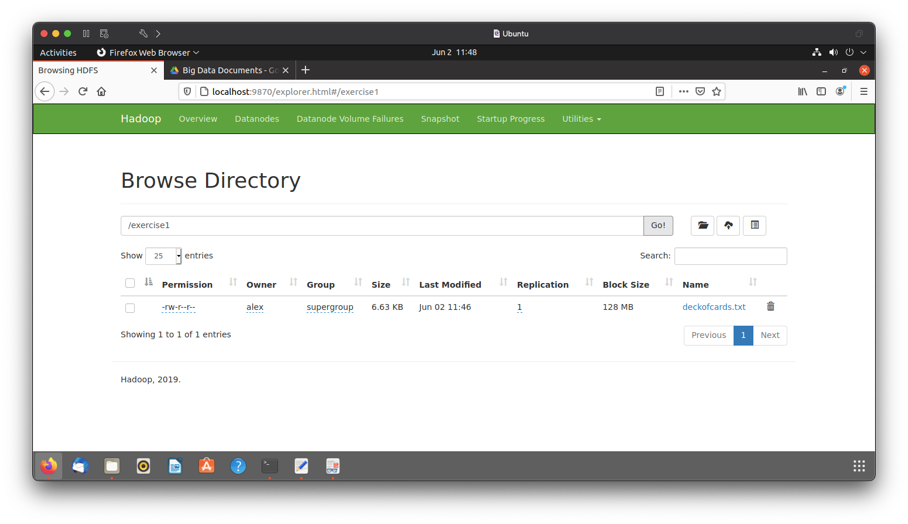 Ubuntu
Activities Firefox Web Browser Jun 2 11:48
Browsing HDFS Big Data Documents - Go
localhost:9870/explorer.html#/exercise1
Hadoop Overview Datanodes Datanode Volume Failures Snapshot Startup Progress Utilities
Browse Directory
/exercise1 Go!
Show 25 entries Search:
Permission Owner Group Size Last Modified Replication Block Size Name
-rw-r--r-- alex supergroup 6.63 KB Jun 02 11:46 1 128 MB deckofcards.txt
Showing 1 to 1 of 1 entries Previous 1 Next
Hadoop, 2019.